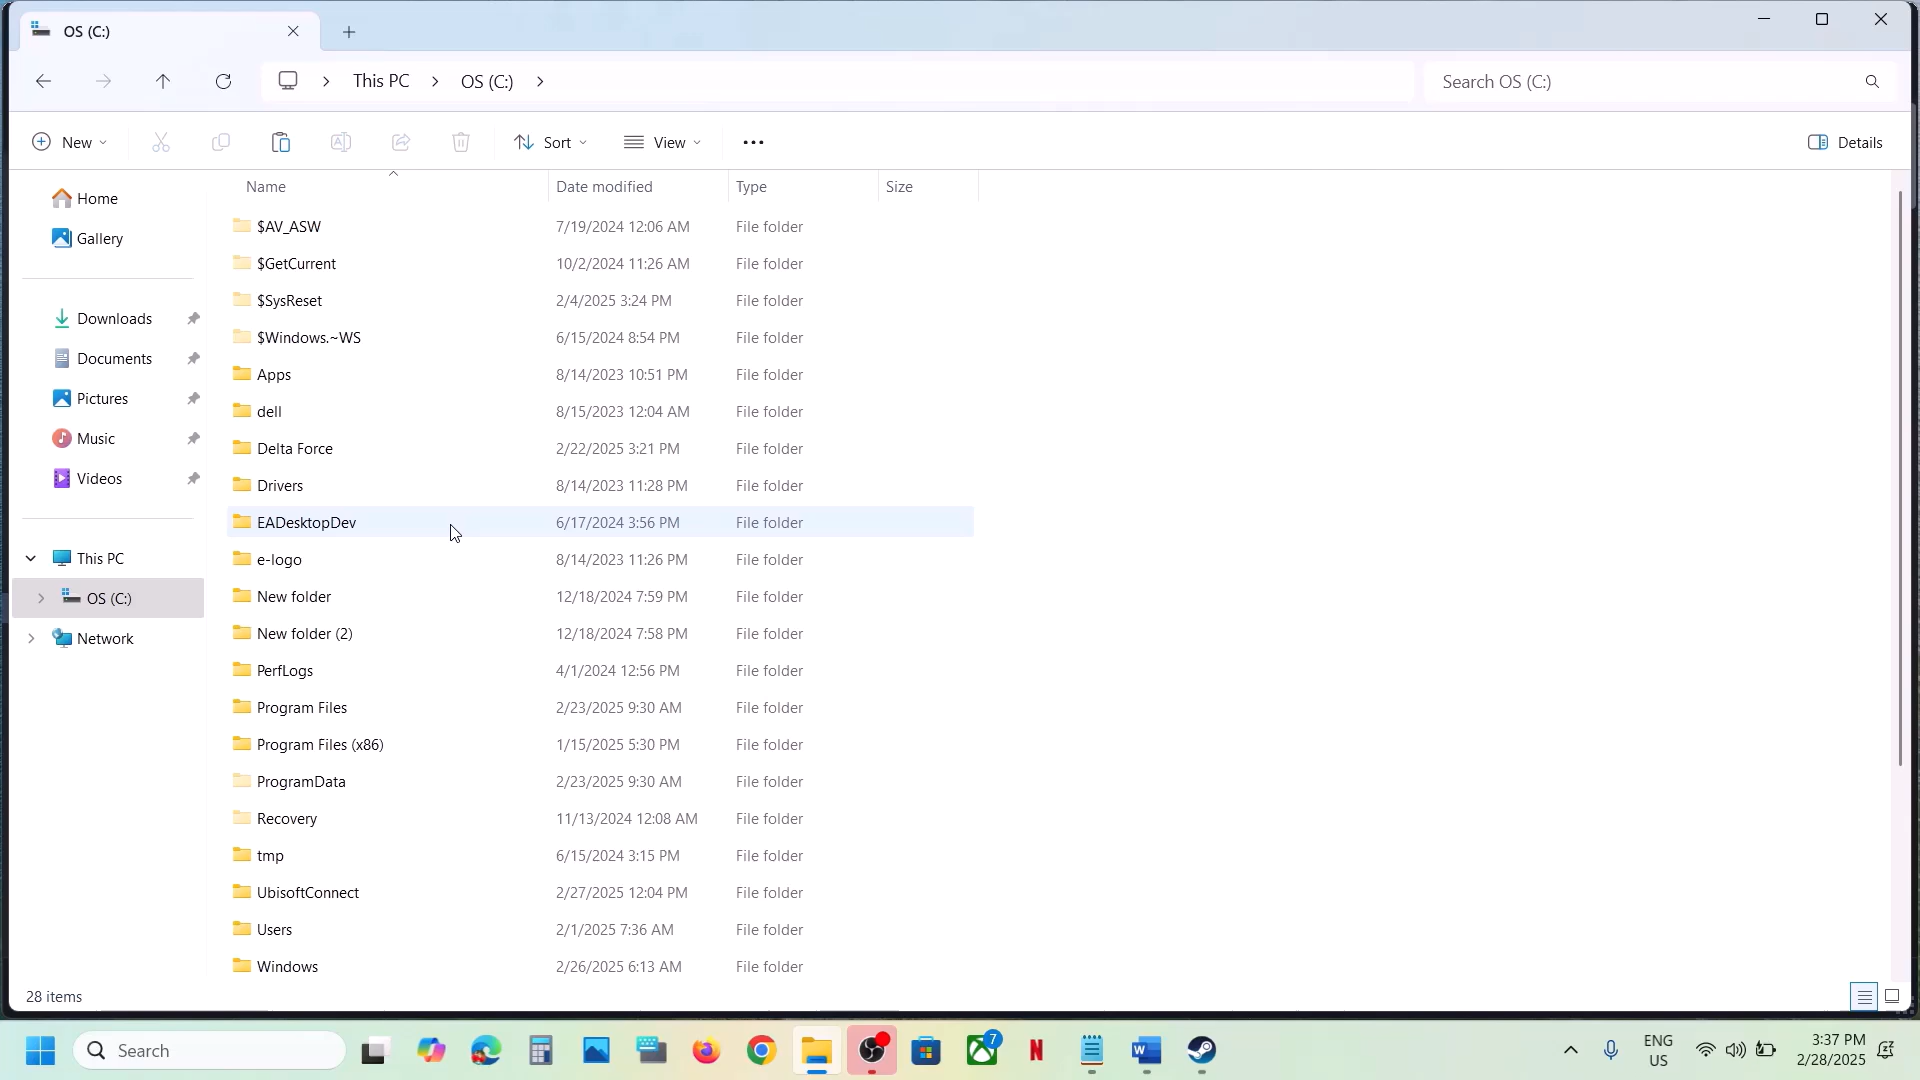 OS (C:)
This PC
OS (C:)
Search OS (C:)
New
Sort
View
Details
Name
Date modified
Type
Size
Home
Gallery
Downloads
Documents
Pictures
Music
Videos
This PC
OS (C:)
Network
$AV_ASW 7/19/2024 12:06 AM File folder
$GetCurrent 10/2/2024 11:26 AM File folder
$SysReset 2/4/2025 3:24 PM File folder
$Windows.~WS 6/15/2024 8:54 PM File folder
Apps 8/14/2023 10:51 PM File folder
dell 8/15/2023 12:04 AM File folder
Delta Force 2/22/2025 3:21 PM File folder
Drivers 8/14/2023 11:28 PM File folder
EADesktopDev 6/17/2024 3:56 PM File folder
e-logo 8/14/2023 11:26 PM File folder
New folder 12/18/2024 7:59 PM File folder
New folder (2) 12/18/2024 7:58 PM File folder
PerfLogs 4/1/2024 12:56 PM File folder
Program Files 2/23/2025 9:30 AM File folder
Program Files (x86) 1/15/2025 5:30 PM File folder
ProgramData 2/23/2025 9:30 AM File folder
Recovery 11/13/2024 12:08 AM File folder
tmp 6/15/2024 3:15 PM File folder
UbisoftConnect 2/27/2025 12:04 PM File folder
Users 2/1/2025 7:36 AM File folder
Windows 2/26/2025 6:13 AM File folder
28 items
Search
7
N
W
ENG
US
3:37 PM
2/28/2025